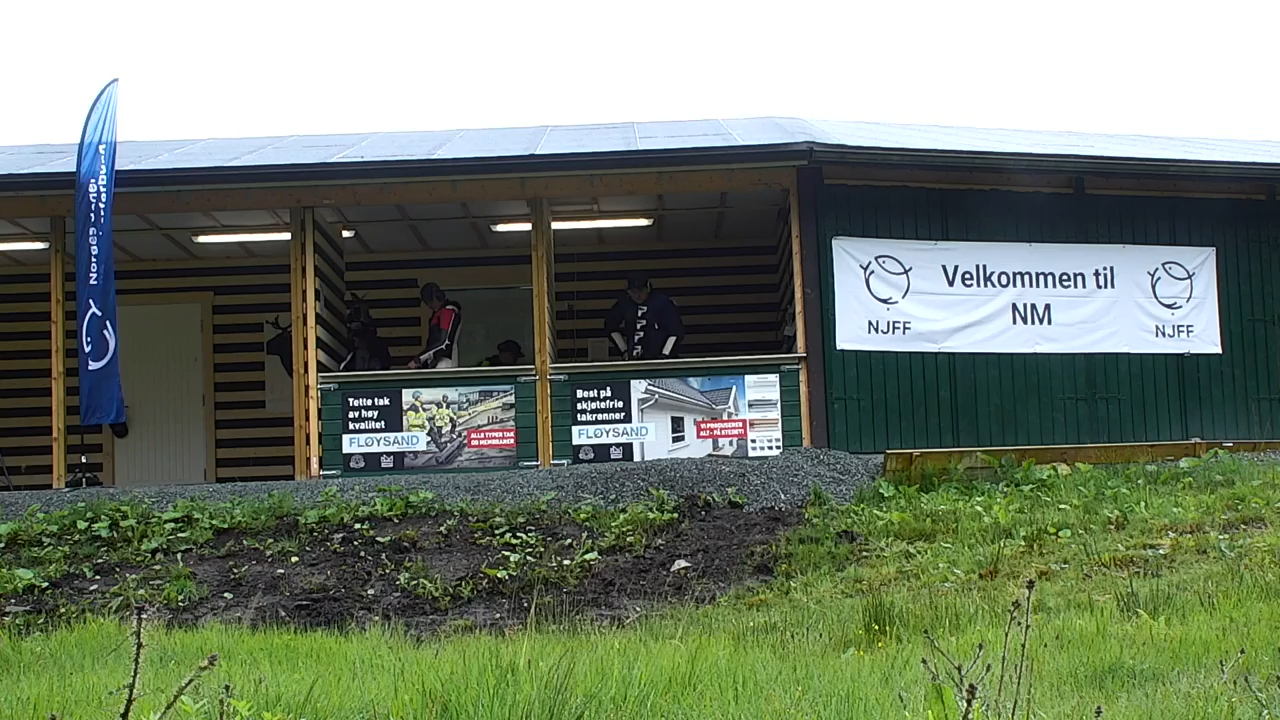 Velkommen til
NM
NJFF
NJFF
Tette tak
av høy
kvalitet
FLØYSAND
ALLE TYPER TAK
OG MEMBRANER
Best på
skjøtefrie
takrenner
FLØYSAND
VI PRODUSERER
ALT - PÅ STEDET!